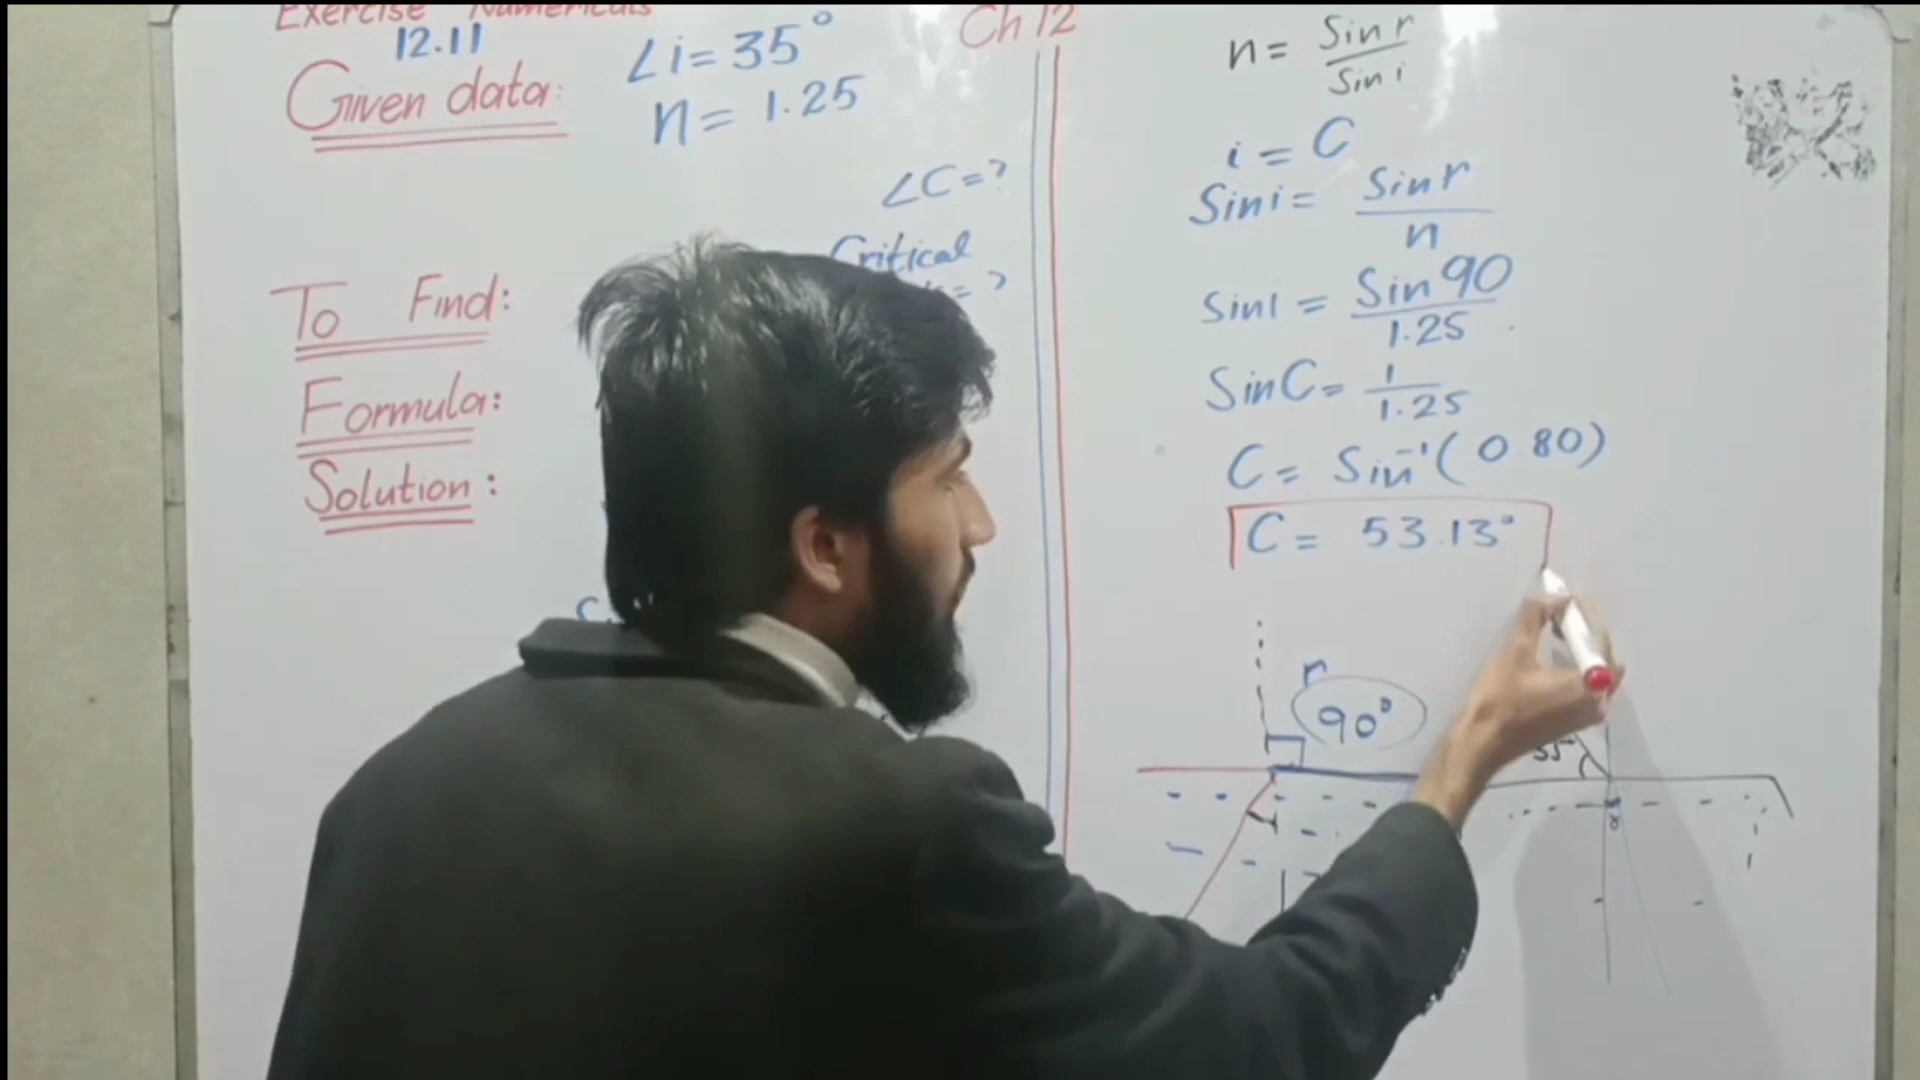 Exercise Numericals
12.11
Given data:
∠i= 35°
n= 1.25
∠C=?
Critical
= ?
To Find:
Formula:
Solution:
Ch 12
n= Sin r / Sin i
i = C
Sin i = Sin r / n
Sin i = Sin 90 / 1.25
Sin C = 1 / 1.25
C = Sin⁻¹( 0.80)
C = 53.13°
r
90°